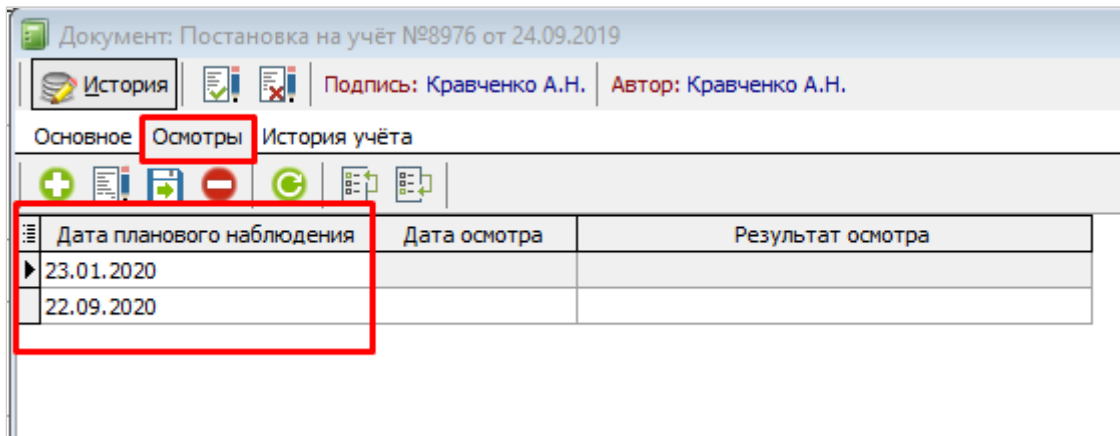 Документ: Постановка на учёт №8976 от 24.09.2019
История Подпись: Кравченко А.Н. Автор: Кравченко А.Н.
Основное Осмотры История учёта
Дата планового наблюдения Дата осмотра Результат осмотра
23.01.2020
22.09.2020